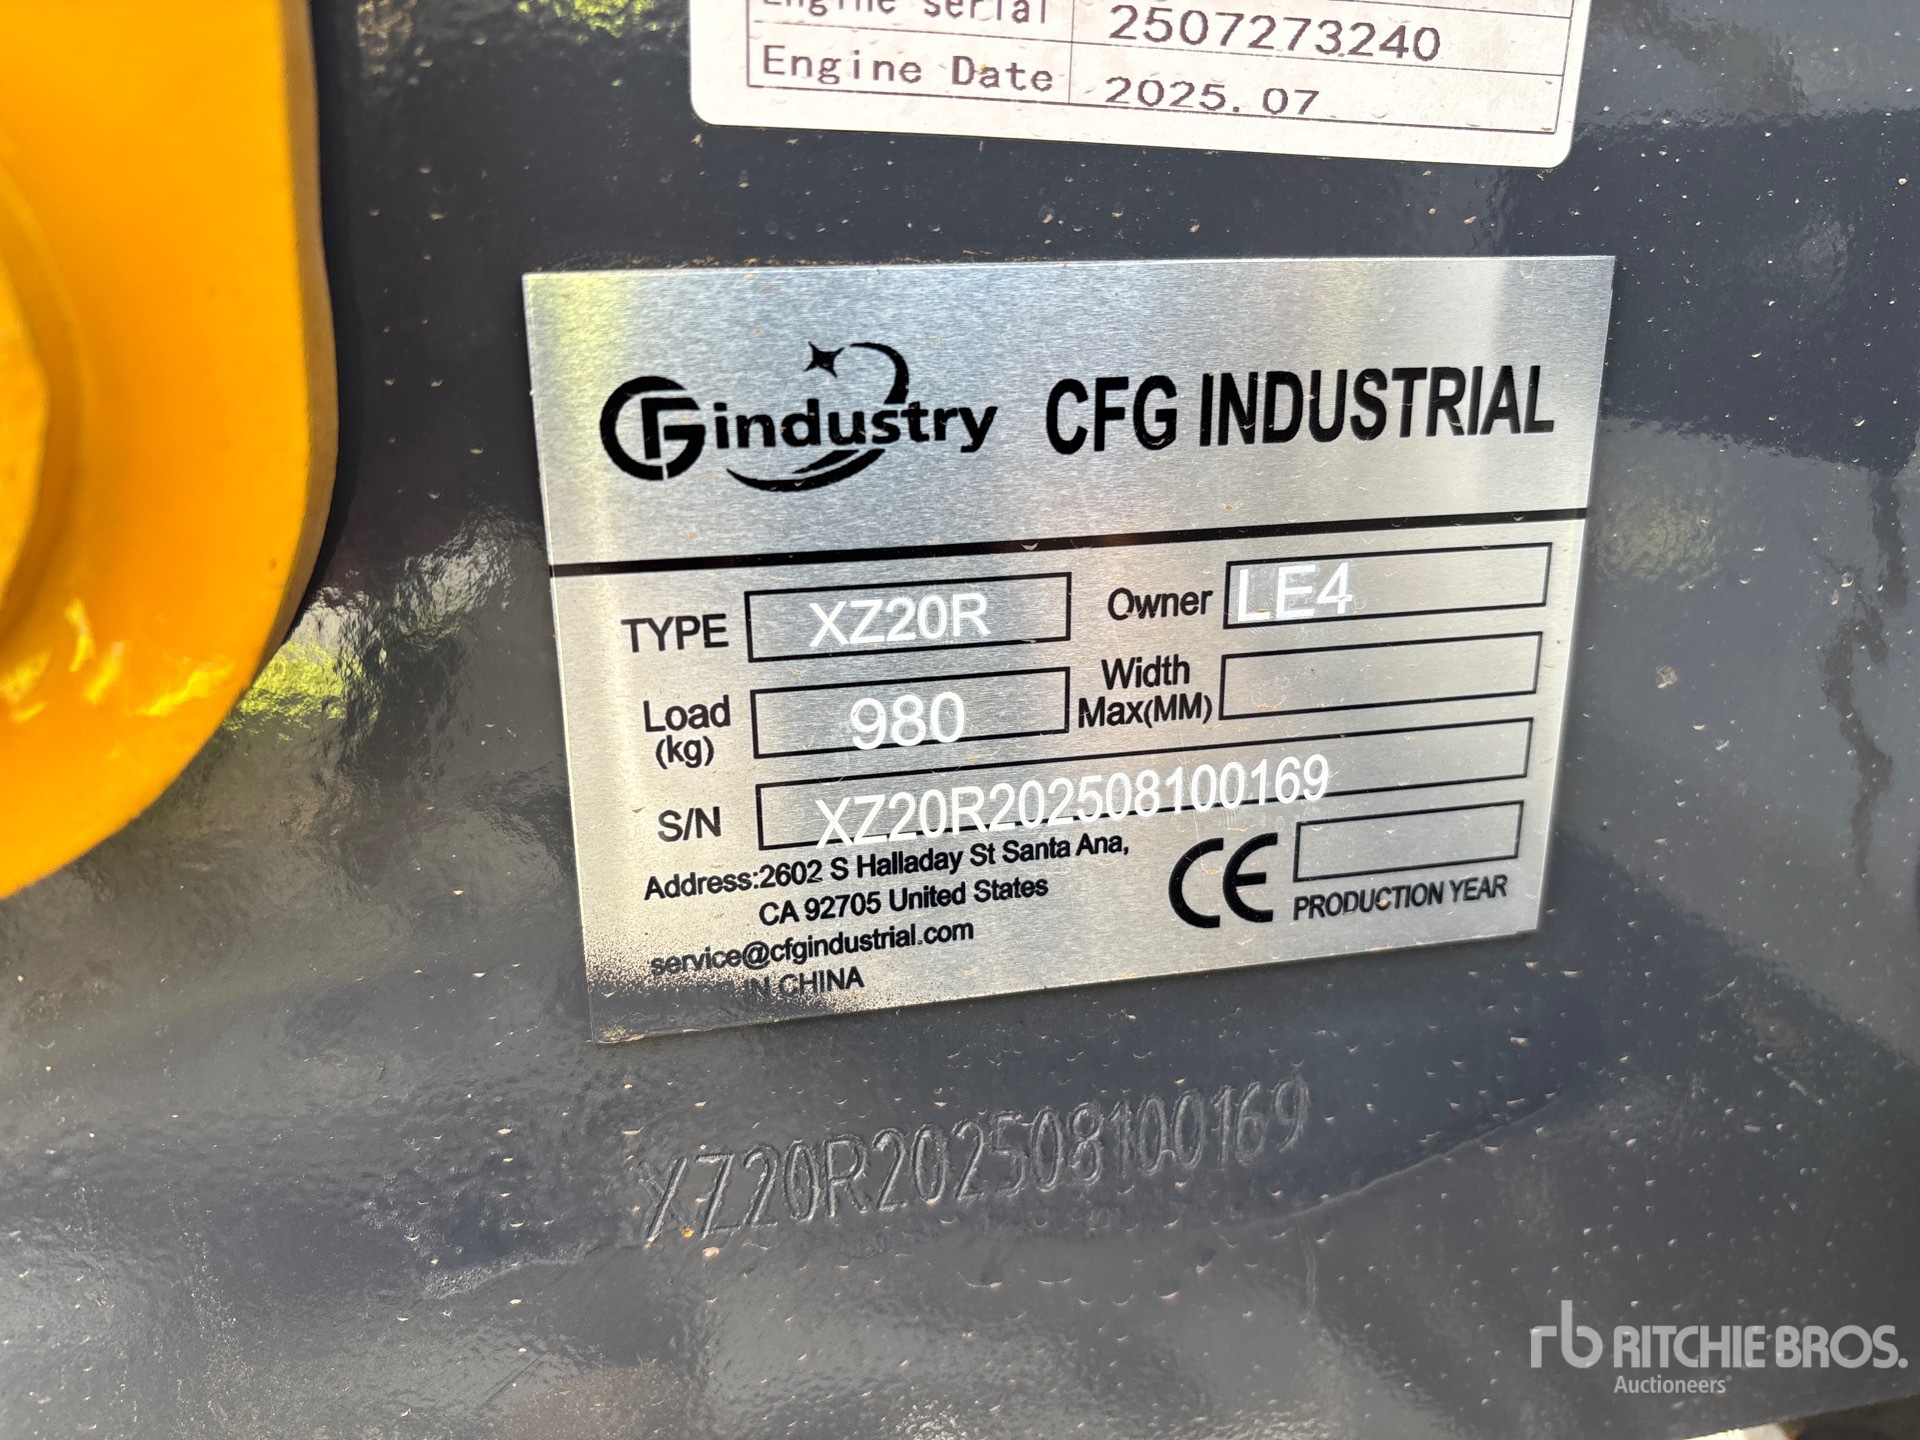 Engine serial 2507273240
Engine Date 2025.07
GFindustry CFG INDUSTRIAL
TYPE XZ20R Owner LE4
Load (kg) 980 Width Max(MM)
S/N XZ20R202508100169
Address:2602 S Halladay St Santa Ana,
CA 92705 United States
service@cfgindustrial.com
IN CHINA
CE PRODUCTION YEAR
XZ20R202508100169
rb RITCHIE BROS.
Auctioneers